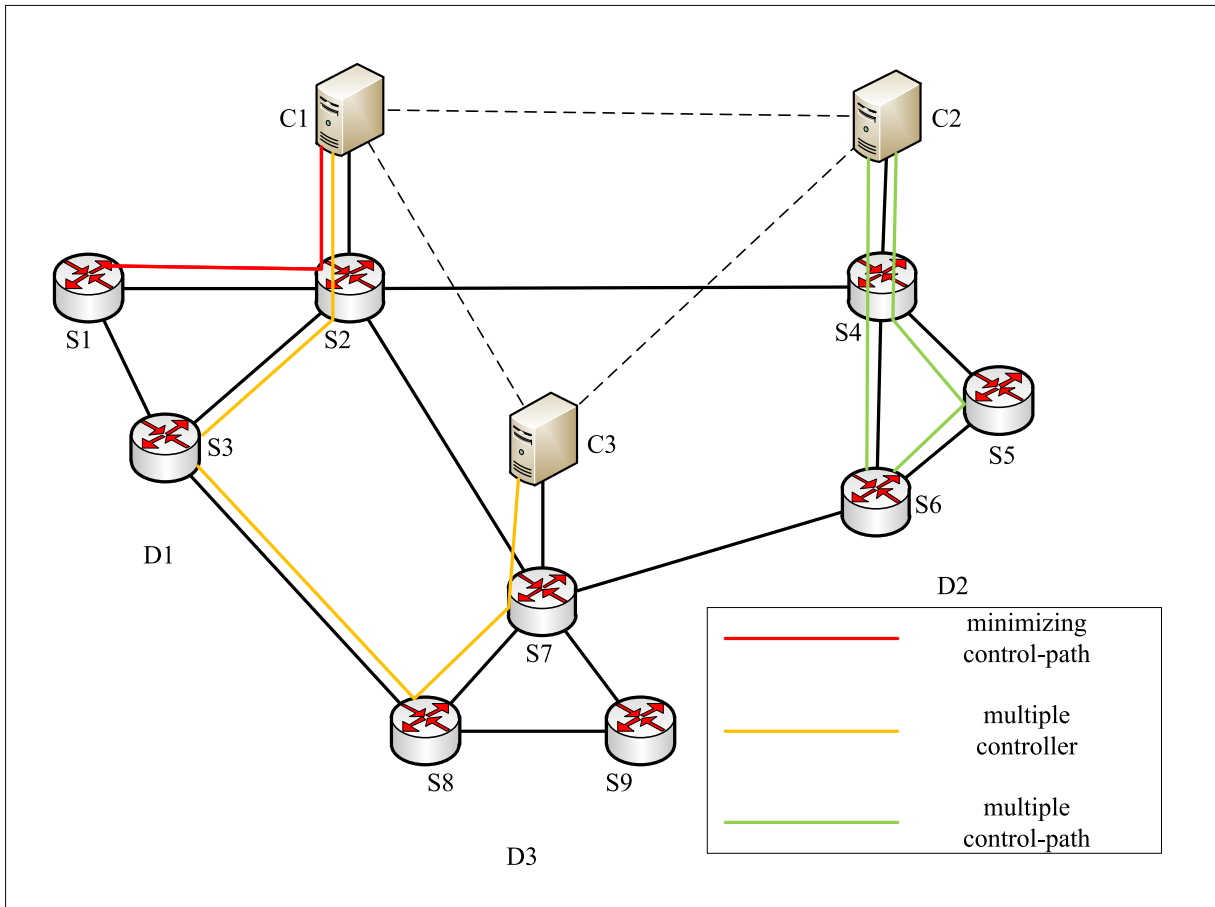 C1
C2
S1
S2
S4
S3
C3
S5
S6
D1
D2
S7
S8
S9
D3
minimizing
control-path
multiple
controller
multiple
control-path